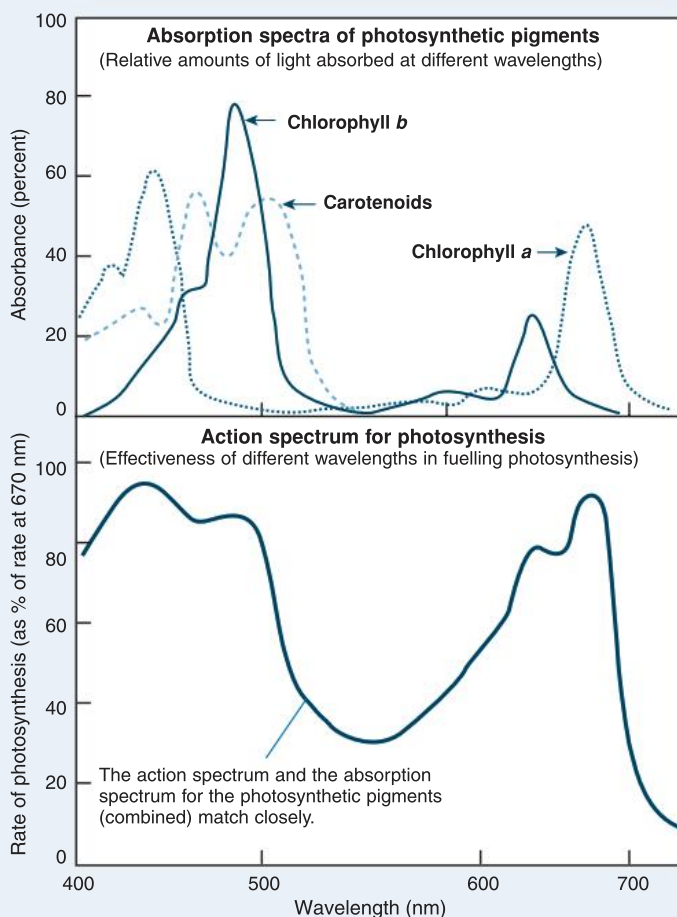 Absorption spectra of photosynthetic pigments
(Relative amounts of light absorbed at different wavelengths)
Absorbance (percent)
100
80
60
40
20
0
Chlorophyll b
Carotenoids
Chlorophyll a
Action spectrum for photosynthesis
(Effectiveness of different wavelengths in fuelling photosynthesis)
Rate of photosynthesis (as % of rate at 670 nm)
100
80
60
40
20
0
The action spectrum and the absorption
spectrum for the photosynthetic pigments
(combined) match closely.
400 500 600 700
Wavelength (nm)